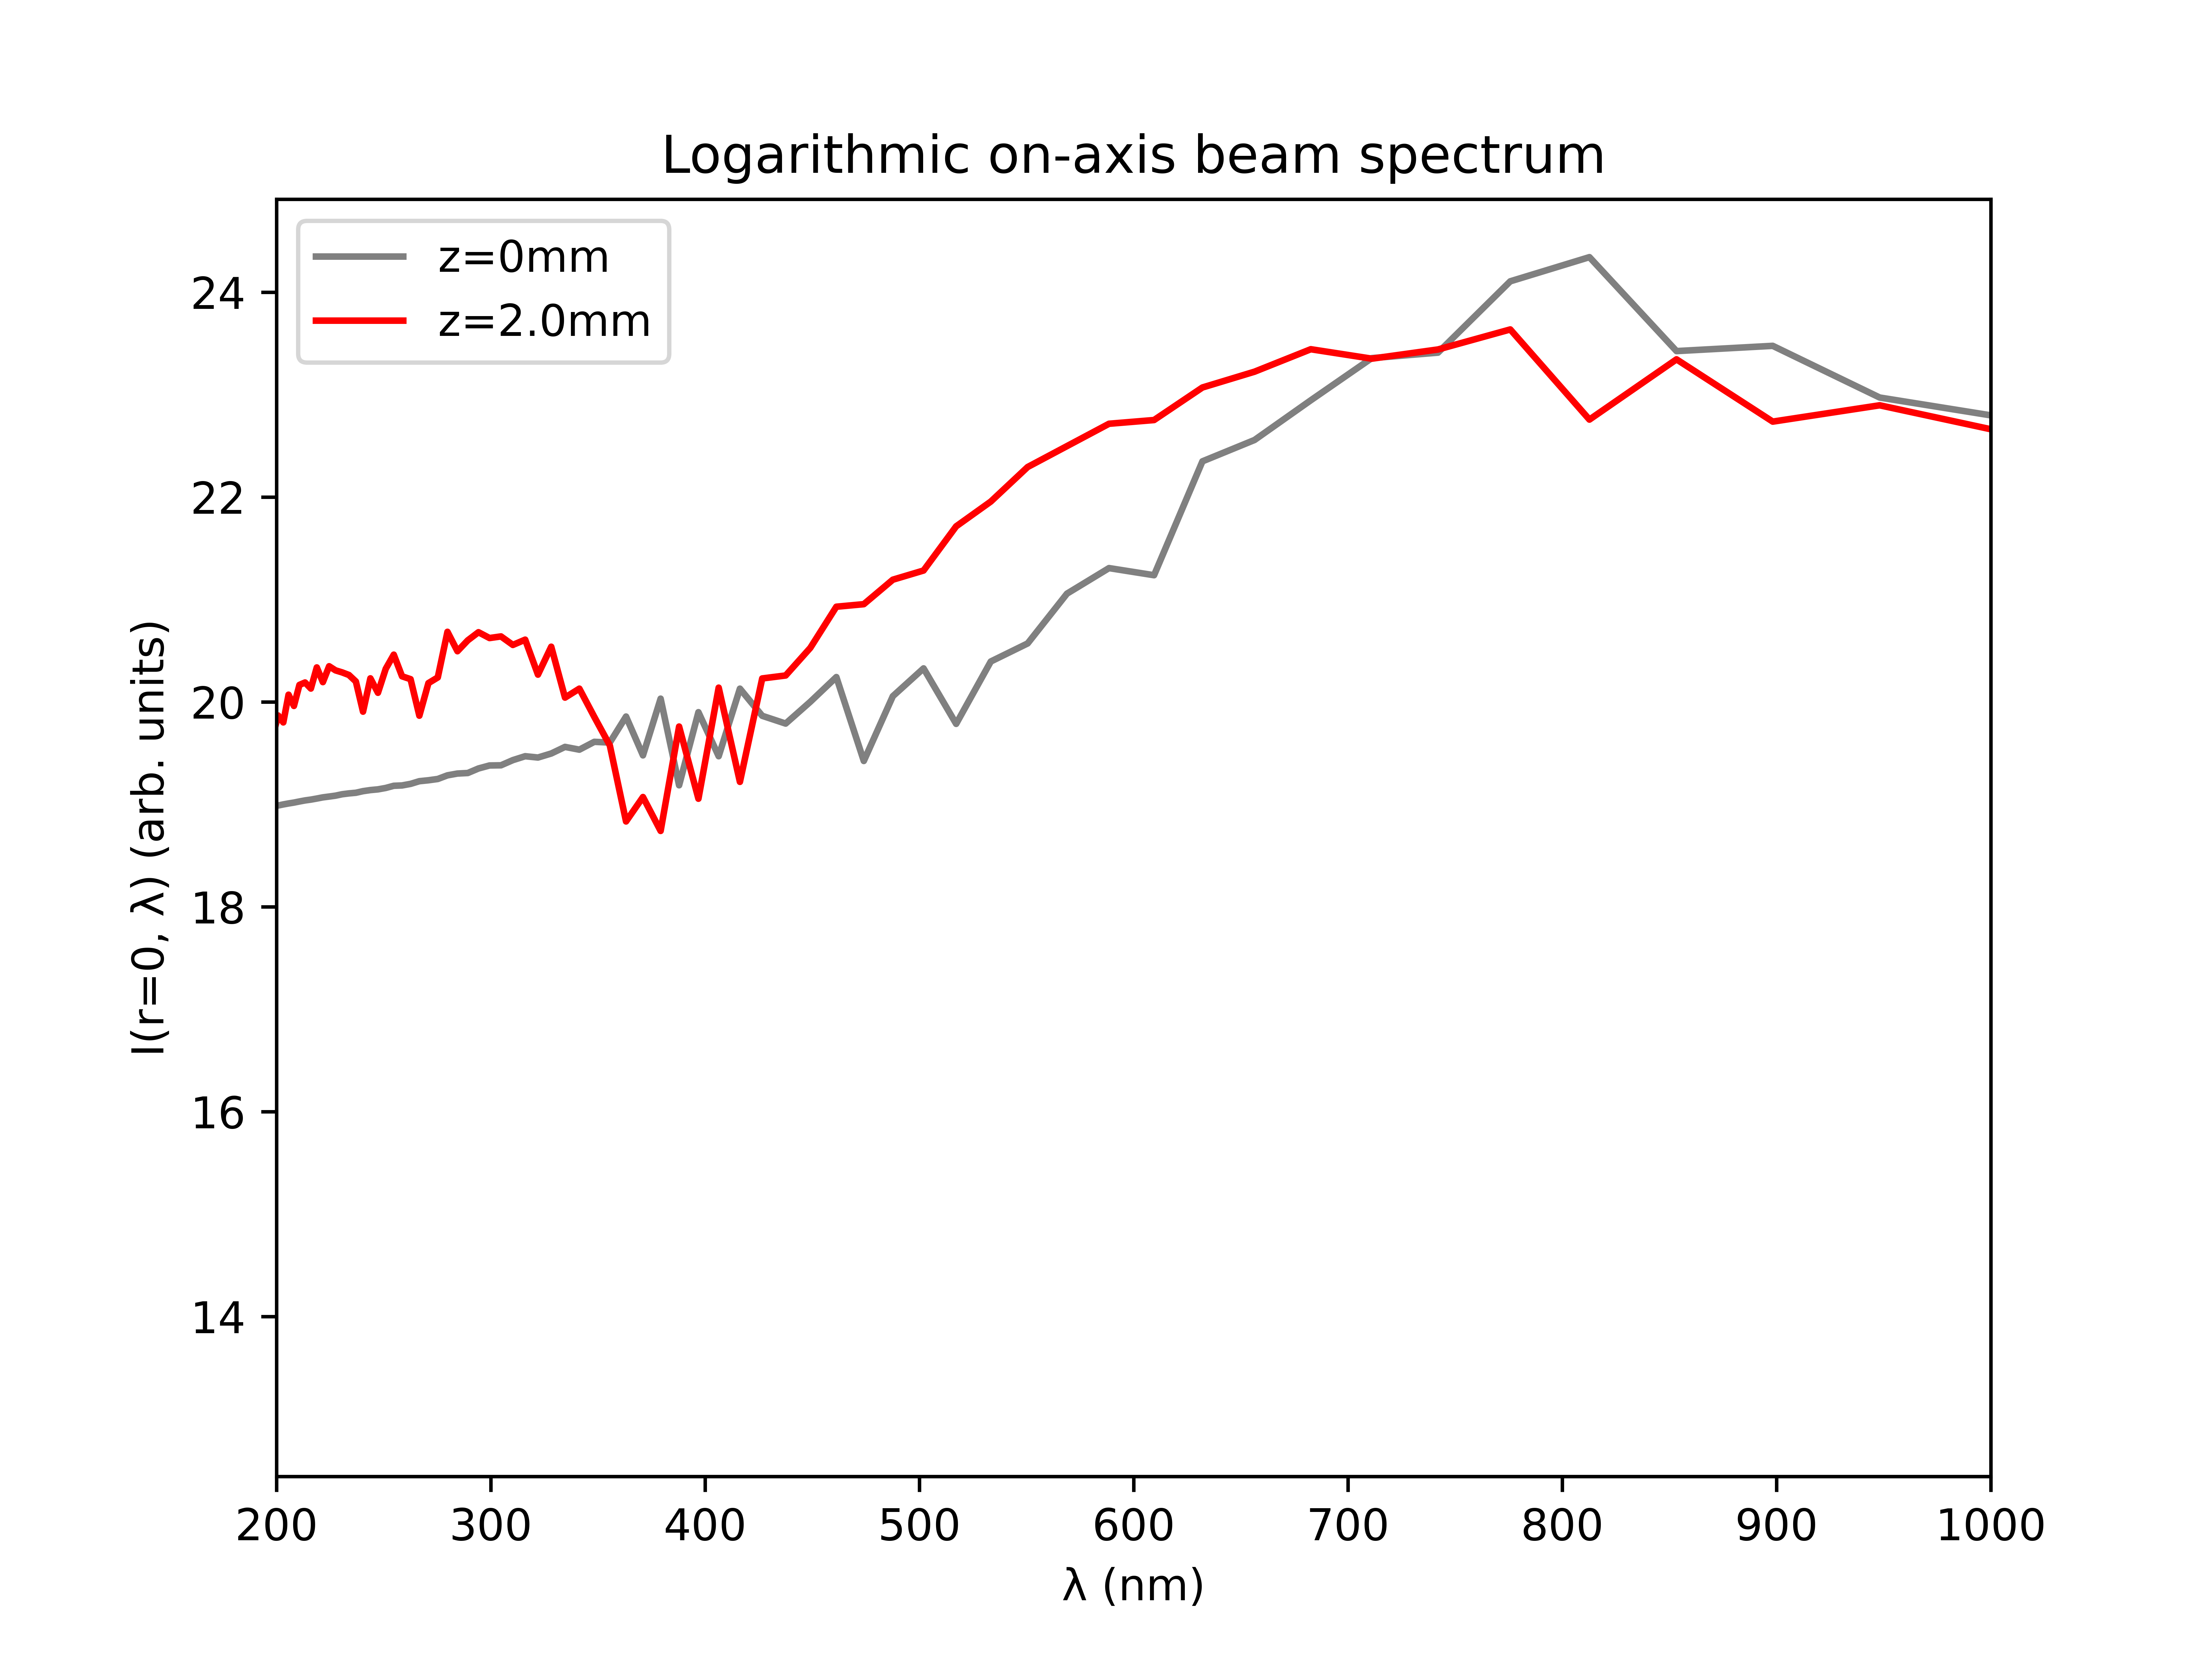 Logarithmic on-axis beam spectrum
z=0mm
z=2.0mm
I(r=0, λ) (arb. units)
24
22
20
18
16
14
200 300 400 500 600 700 800 900 1000
λ (nm)